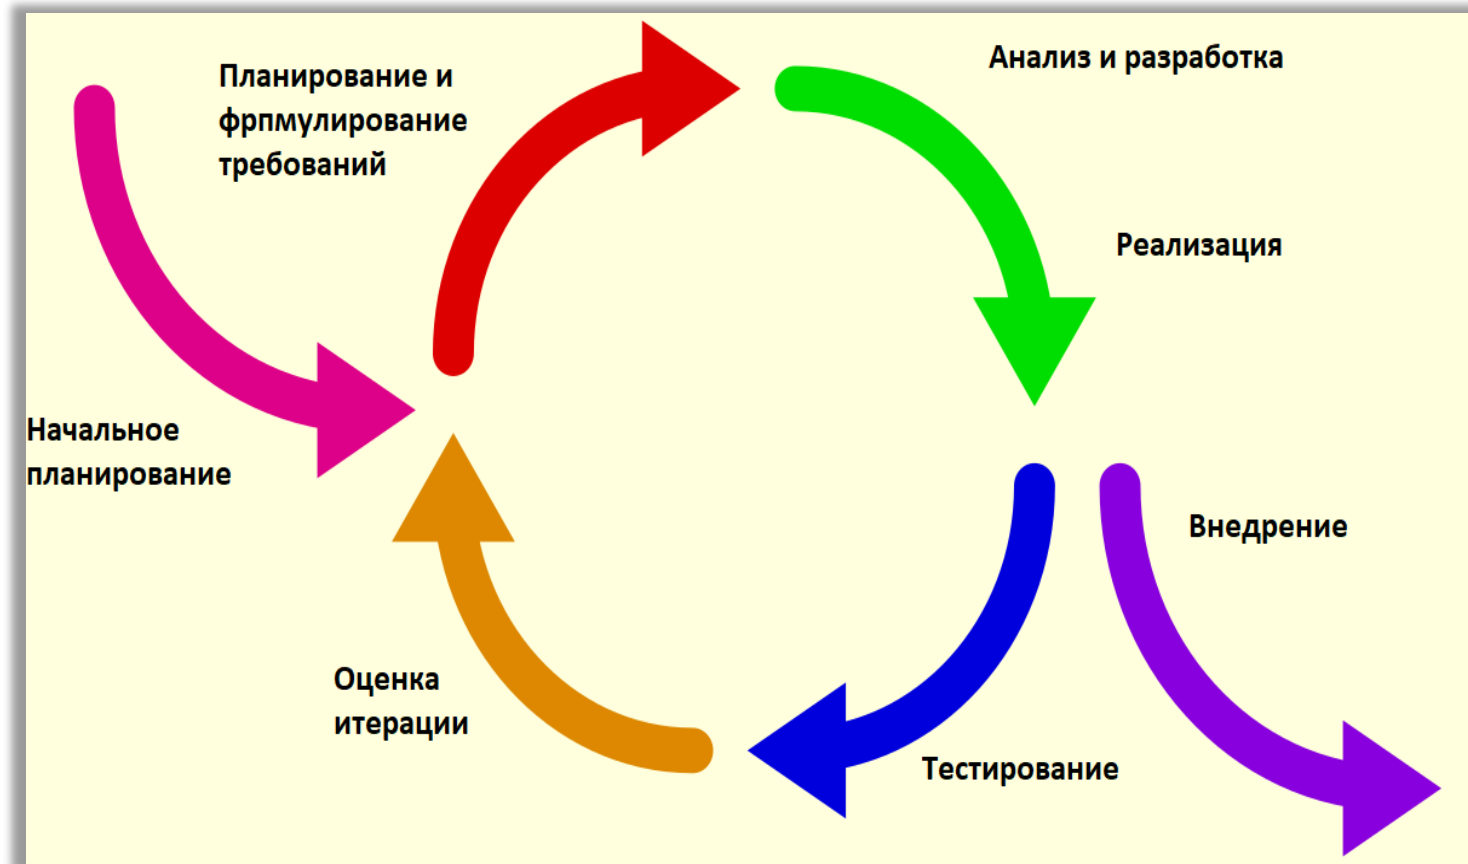 Планирование и
фрпмулирование
требований
Анализ и разработка
Реализация
Начальное
планирование
Внедрение
Оценка
итерации
Тестирование